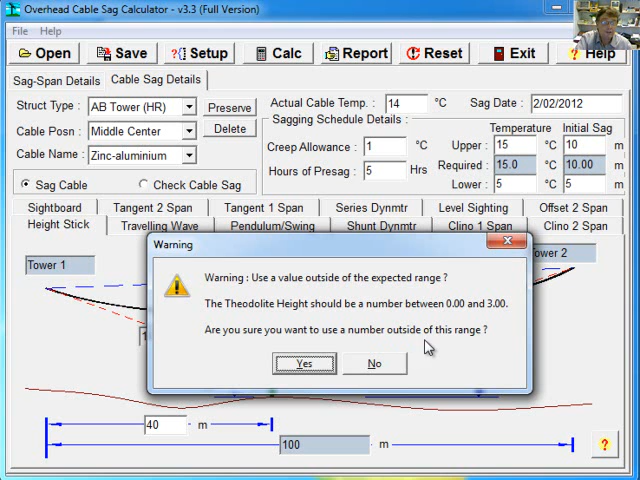 Overhead Cable Sag Calculator - v3.3 (Full Version)
File Help
Open Save Setup Calc Report Reset Exit Help
Sag-Span Details Cable Sag Details
Struct Type : AB Tower (HR) Preserve
Cable Posn : Middle Center Delete
Cable Name : Zinc-aluminium
Sag Cable Check Cable Sag
Actual Cable Temp. : 14 °C Sag Date : 2/02/2012
Sagging Schedule Details :
Temperature Initial Sag
Creep Allowance : 1 °C Upper : 15 °C 10 m
Required : 15.0 °C 10.00 m
Hours of Presag : 5 Hrs Lower : 5 °C 5 m
Sightboard Tangent 2 Span Tangent 1 Span Series Dynmtr Level Sighting Offset 2 Span
Height Stick Travelling Wave Pendulum/Swing Shunt Dynmtr Clino 1 Span Clino 2 Span
Tower 1
ower 2
Warning
Warning : Use a value outside of the expected range ?
The Theodolite Height should be a number between 0.00 and 3.00.
Are you sure you want to use a number outside of this range ?
Yes No
40 m
100 m
?